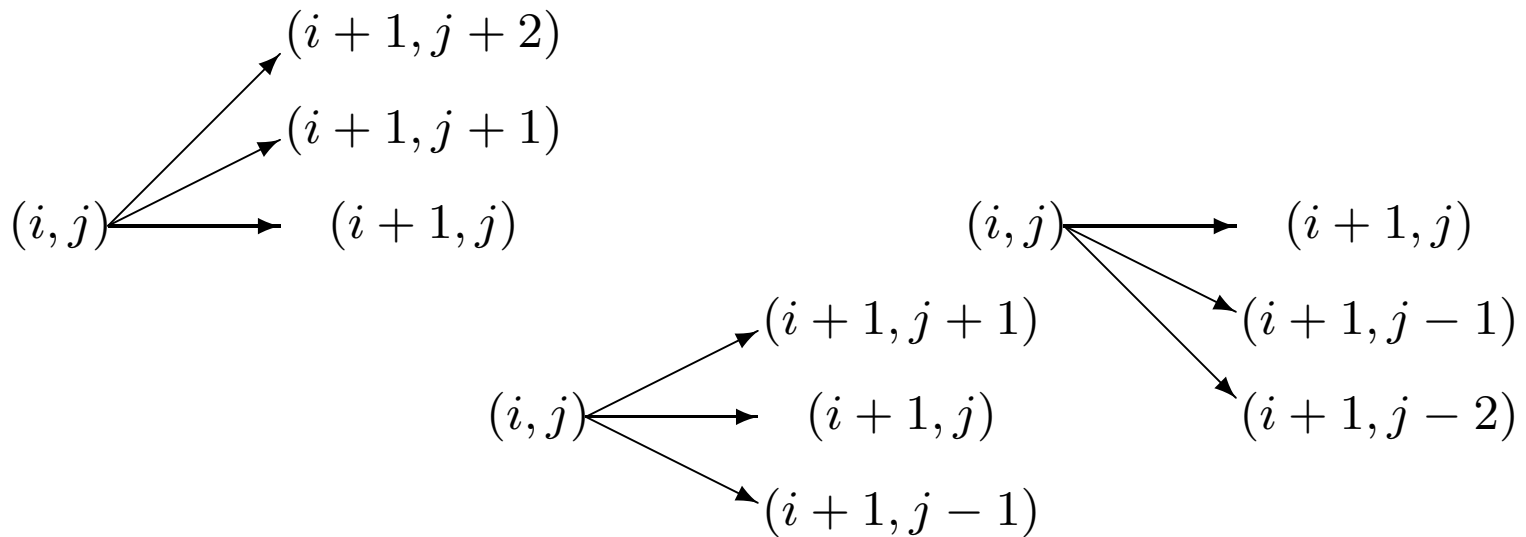 (i + 1, j + 2)
(i + 1, j + 1)
(i, j)
(i + 1, j)
(i + 1, j + 1)
(i, j)
(i + 1, j)
(i + 1, j − 1)
(i, j)
(i + 1, j)
(i + 1, j − 1)
(i + 1, j − 2)